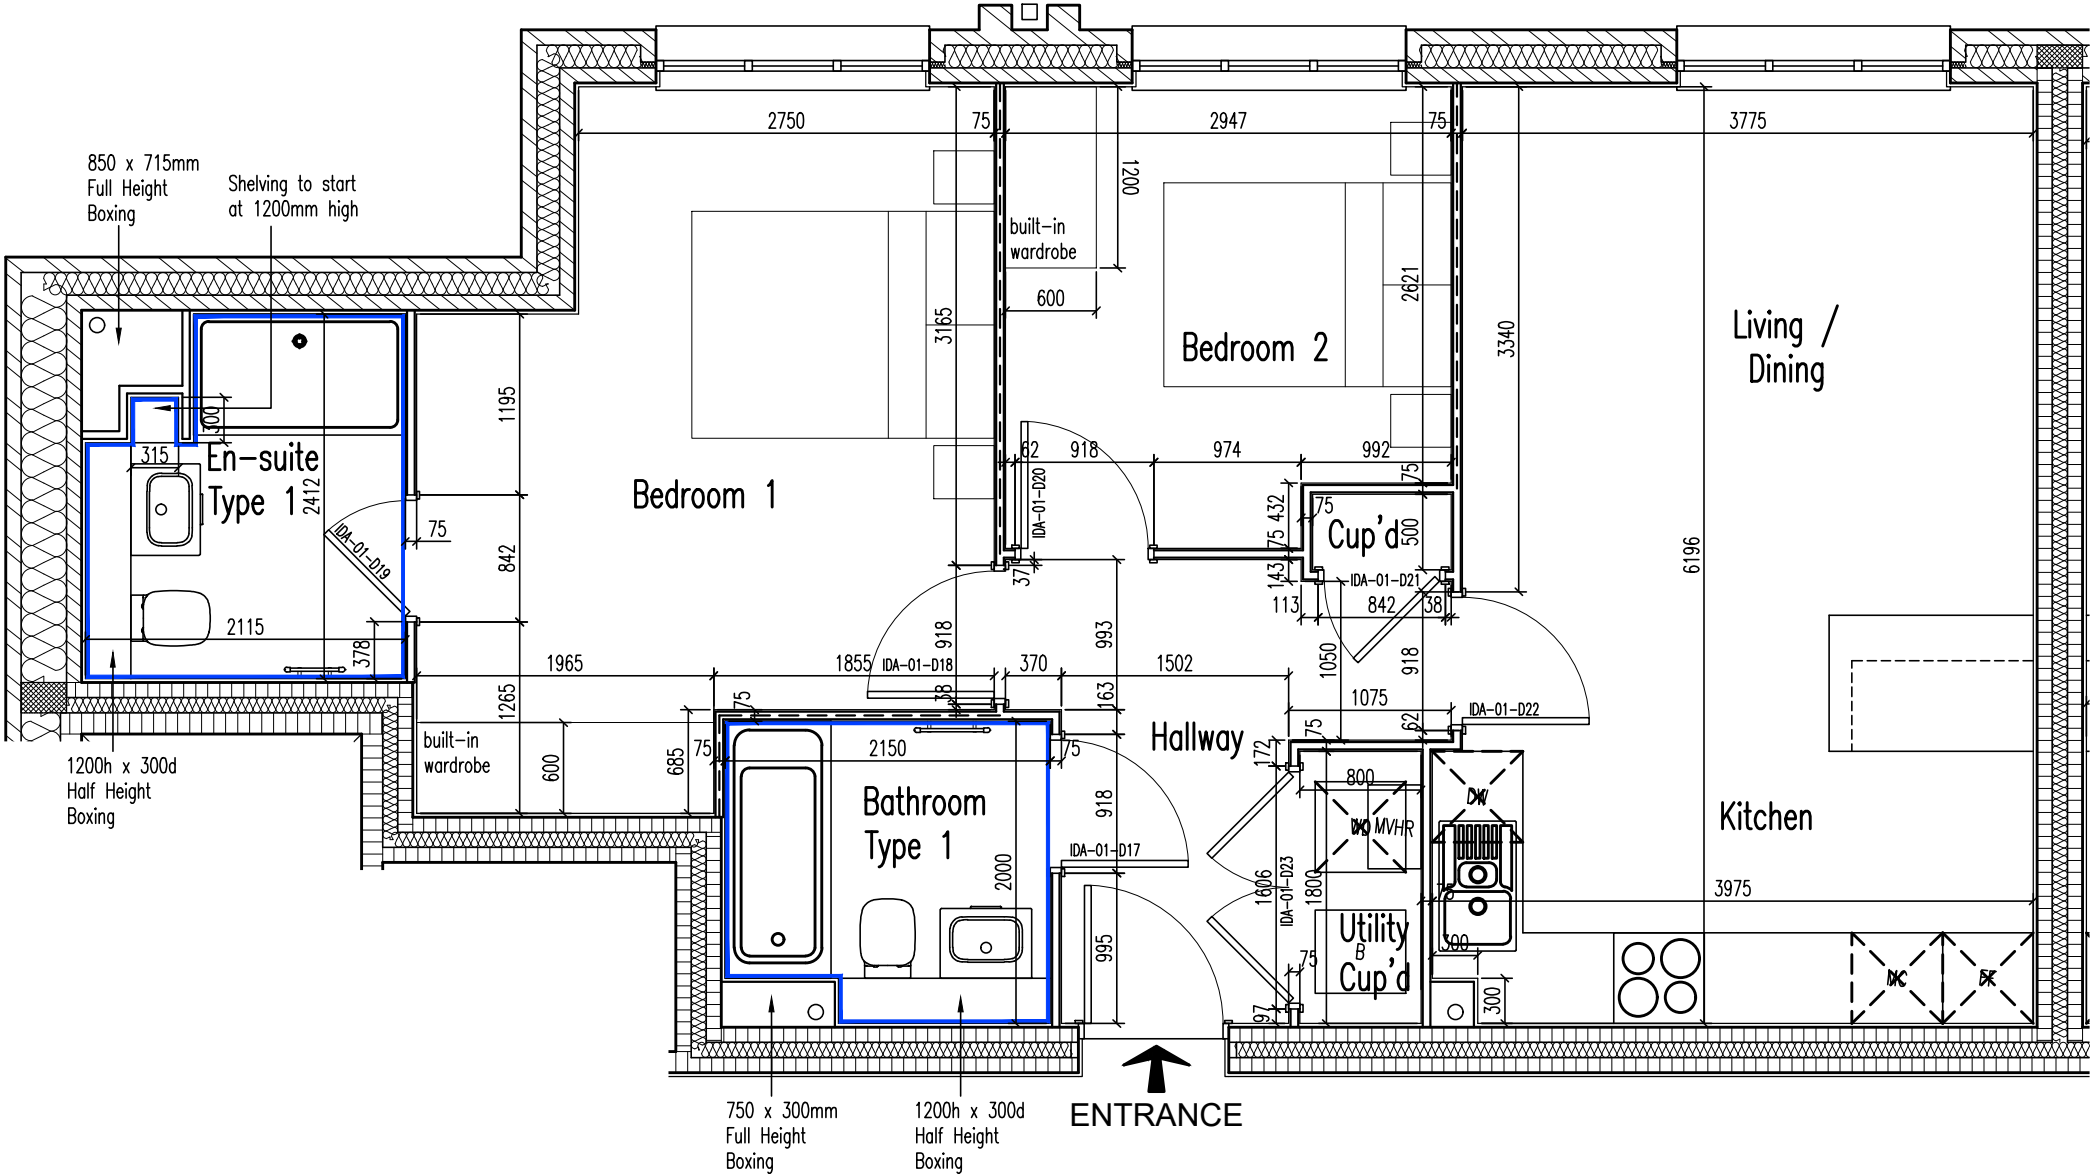 2750
75
2947
75
3775
850 x 715mm
Full Height
Boxing
Shelving to start
at 1200mm high
1200
built-in
wardrobe
600
3165
2621
3340
Bedroom 2
Living /
Dining
1195
300
315
En-suite
Type 1
2412
Bedroom 1
62
918
974
992
75
IDA-01-D20
432
75
Cup'd
500
75
75
IDA-01-D19
842
37
143
IDA-01-D21
6196
113
842
38
2115
378
918
993
1050
918
1965
1855
IDA-01-D18
370
1502
1265
38
163
1075
75
62
IDA-01-D22
built-in
wardrobe
600
685
75
2150
75
Hallway
172
75
1200h x 300d
Half Height
Boxing
800
DW
Bathroom
Type 1
918
MVHR
Kitchen
IDA-01-D17
2000
1606
IDA-01-D23
1800
75
3975
995
Utility
B
Cup'd
75
300
300
97
ENTRANCE
750 x 300mm
Full Height
Boxing
1200h x 300d
Half Height
Boxing